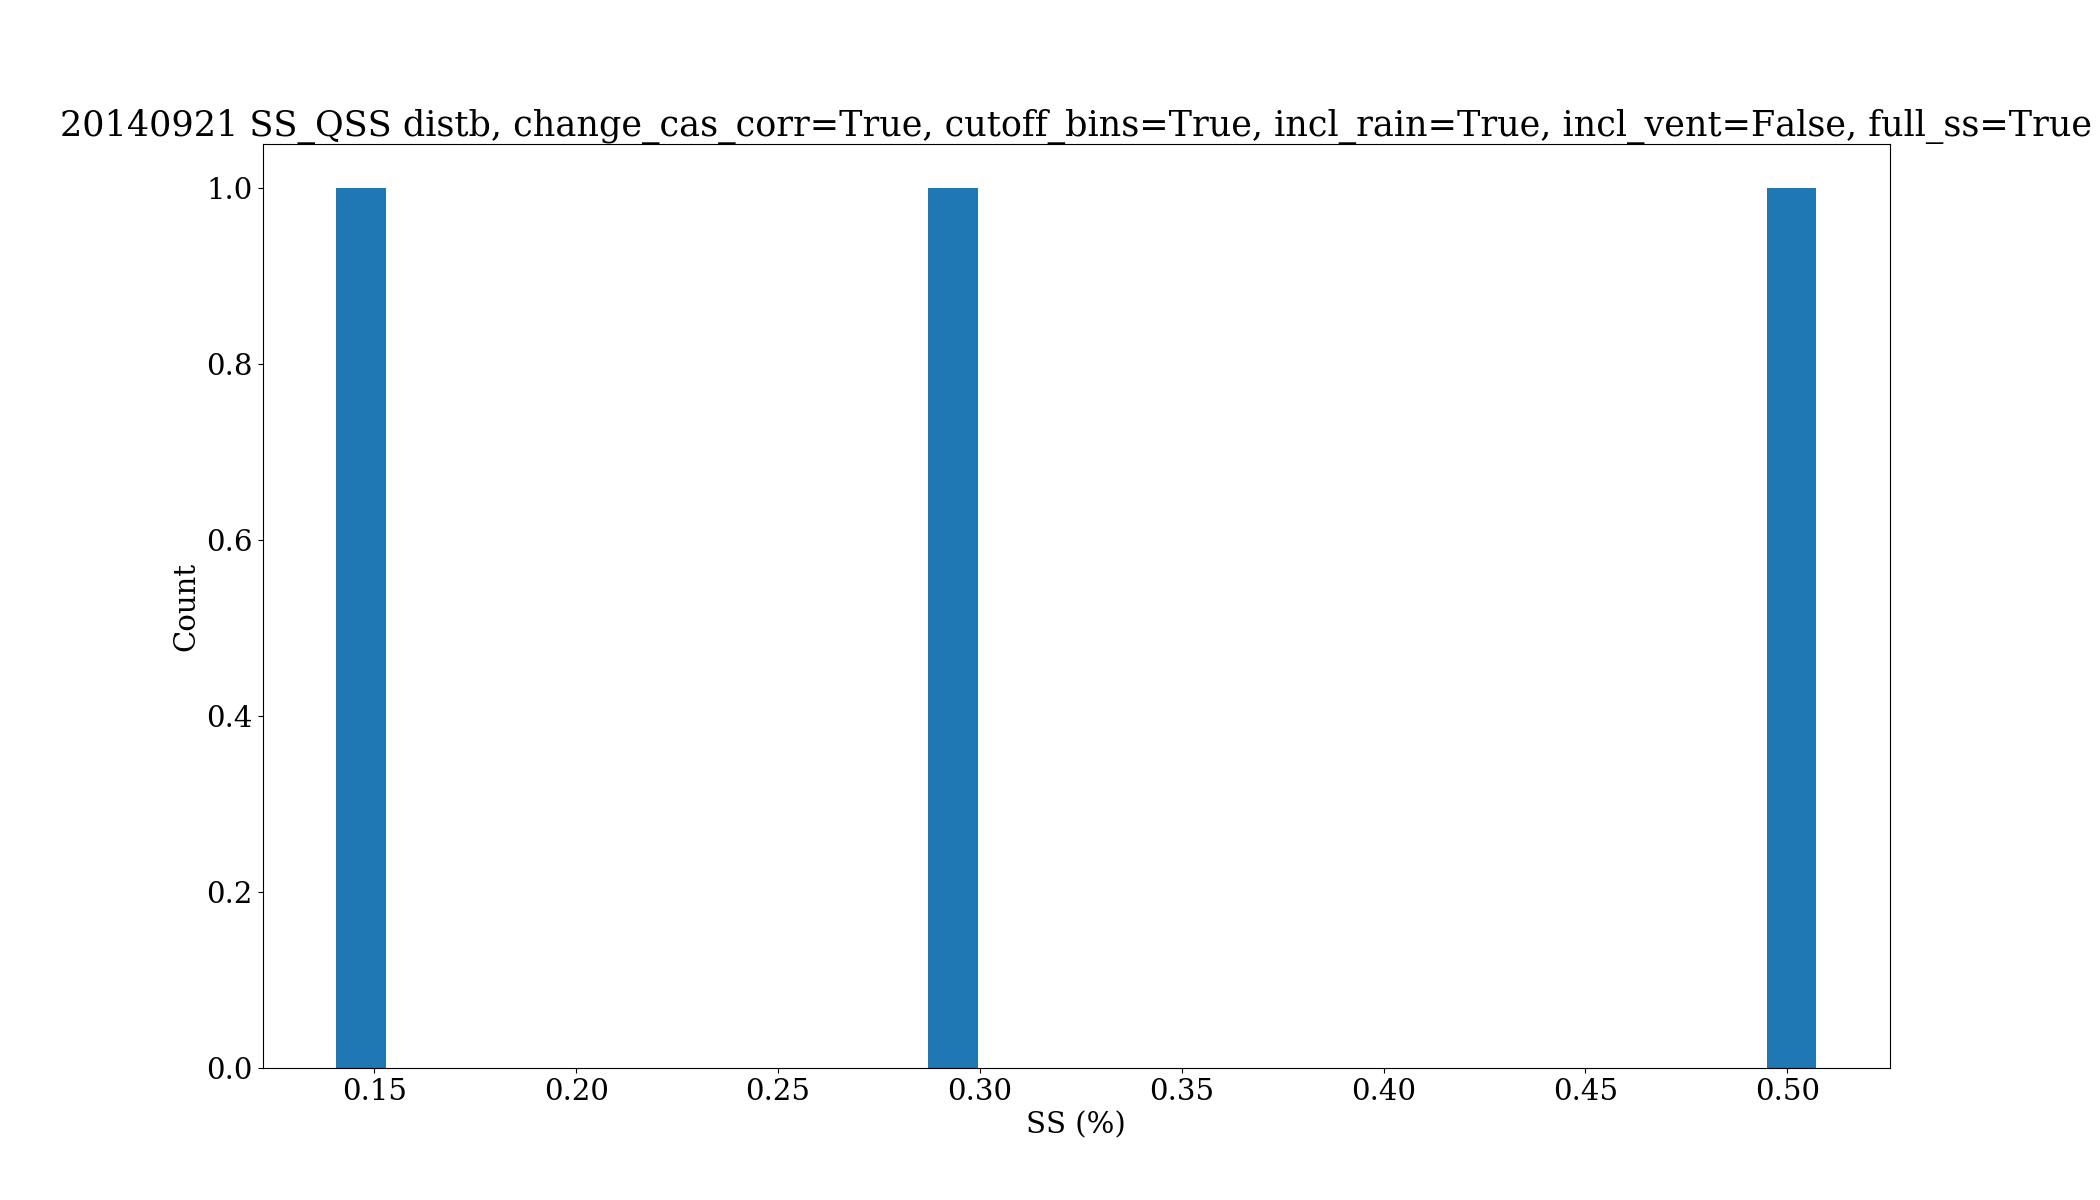 20140921 SS_QSS distb, change_cas_corr=True, cutoff_bins=True, incl_rain=True, incl_vent=False, full_ss=True
1.0
0.8
0.6
0.4
0.2
0.0
Count
0.15 0.20 0.25 0.30 0.35 0.40 0.45 0.50
SS (%)